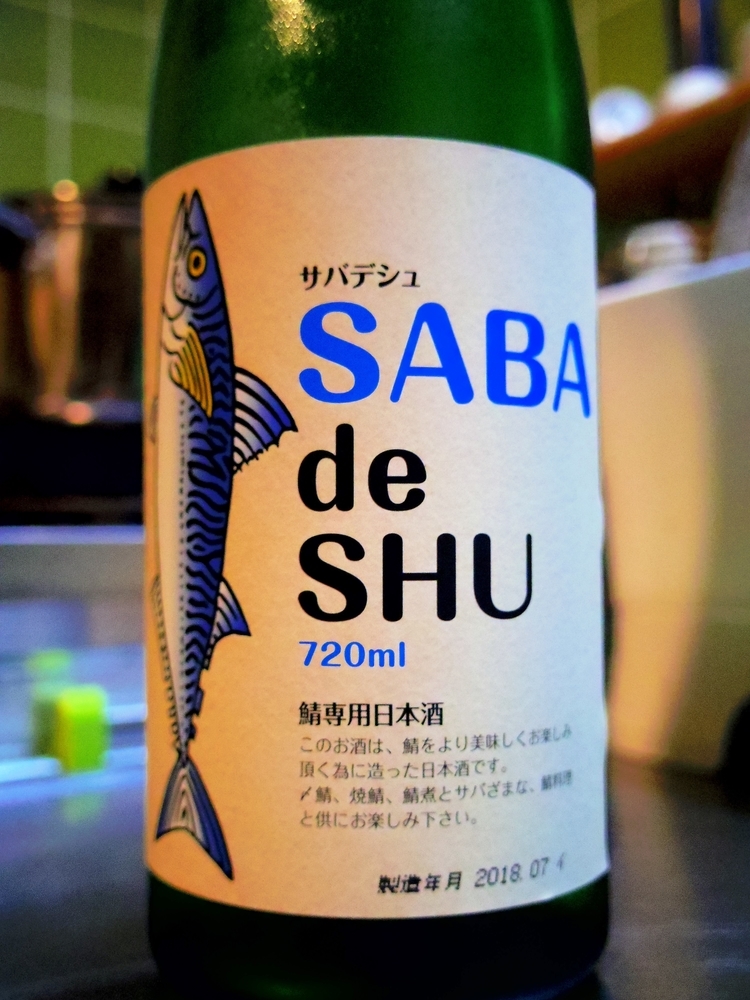 サバデシュ
SABA
de
SHU
720ml
鯖専用日本酒
このお酒は、鯖をより美味しくお楽しみ
頂く為に造った日本酒です。
〆鯖、焼鯖、鯖煮とサバざまな、鯖料理
と供にお楽しみ下さい。
製造年月 2018.07